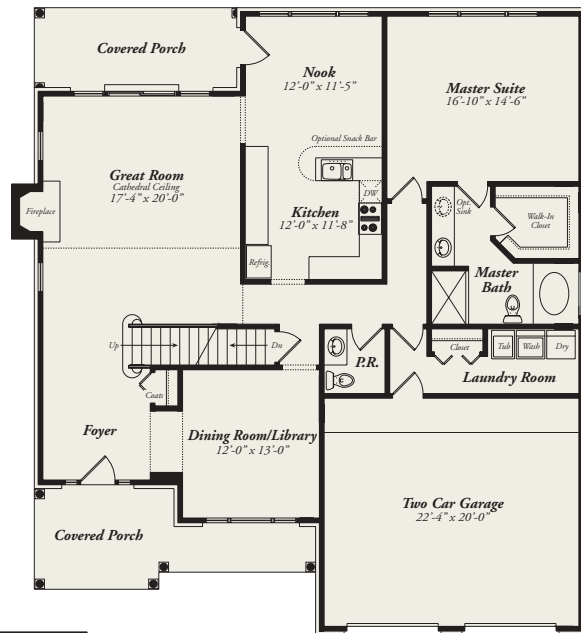 Covered Porch
Nook
12'-0" x 11'-5"
Master Suite
16'-10" x 14'-6"
Optional Snack Bar
Great Room
Cathedral Ceiling
17'-4" x 20'-0"
DW
Fireplace
Kitchen
12'-0" x 11'-8"
Opt.
Sink
Walk-In
Closet
Refrig.
Master
Bath
Up
Dn
P.R.
Closet
Tub
Wash
Dry
Laundry Room
Coats
Foyer
Dining Room/Library
12'-0" x 13'-0"
Two Car Garage
22'-4" x 20'-0"
Covered Porch